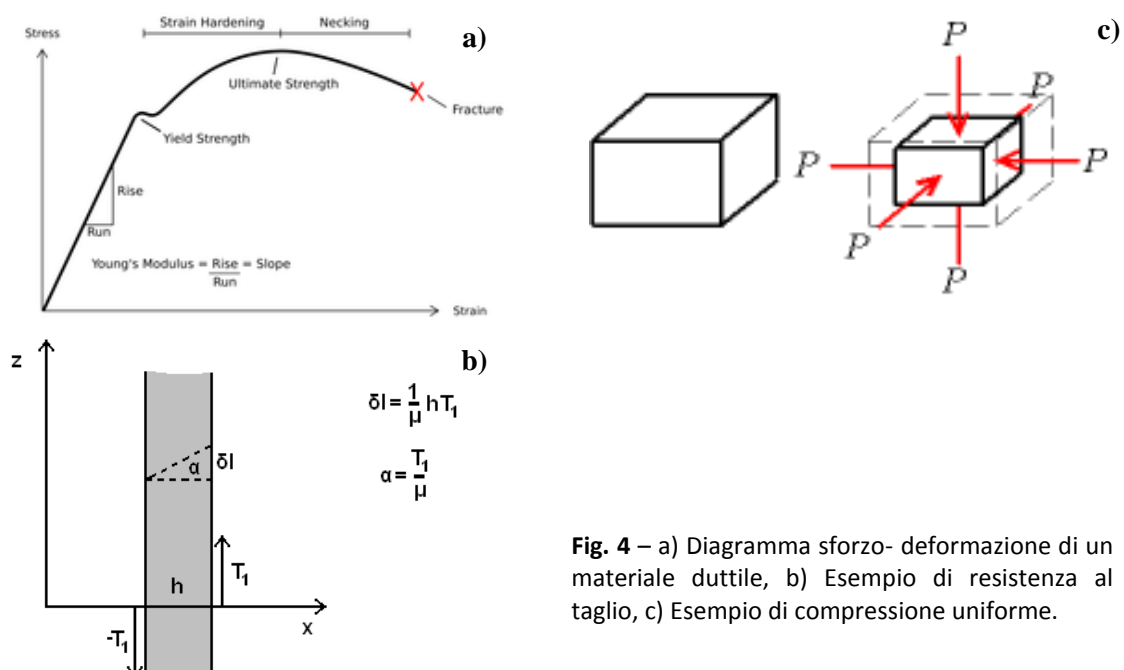 Strain Hardening
Necking
a)
Stress
Ultimate Strength
Fracture
Yield Strength
Rise
Run
Young's Modulus = Rise = Slope
Run
Strain
c)
P
P
P
P
P
P
b)
z
δl = 1 hT₁
μ
α
δl
α = T₁
μ
h
T₁
-T₁
x
Fig. 4 – a) Diagramma sforzo- deformazione di un
materiale duttile, b) Esempio di resistenza al
taglio, c) Esempio di compressione uniforme.